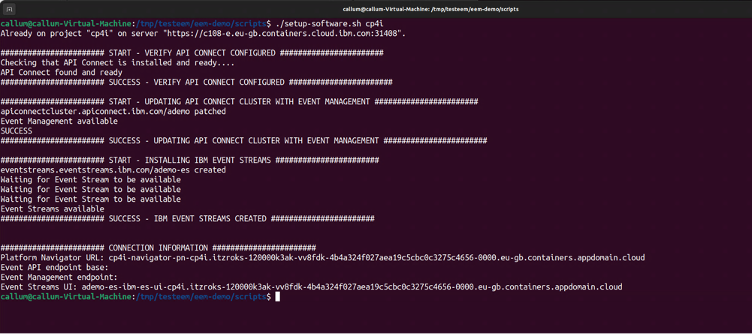 callum@callum-Virtual-Machine: /tmp/testeem/eem-demo/scripts
callum@callum-Virtual-Machine:/tmp/testeem/eem-demo/scripts$ ./setup-software.sh cp4i
Already on project "cp4i" on server "https://c108-e.eu-gb.containers.cloud.ibm.com:31408".
####################### START - VERIFY API CONNECT CONFIGURED #######################
Checking that API Connect is installed and ready....
API Connect found and ready
####################### SUCCESS - VERIFY API CONNECT CONFIGURED #######################
####################### START - UPDATING API CONNECT CLUSTER WITH EVENT MANAGEMENT #######################
apiconnectcluster.apiconnect.ibm.com/ademo patched
Event Management available
SUCCESS
####################### SUCCESS - UPDATING API CONNECT CLUSTER WITH EVENT MANAGEMENT #######################
####################### START - INSTALLING IBM EVENT STREAMS #######################
eventstreams.eventstreams.ibm.com/ademo-es created
Waiting for Event Stream to be available
Waiting for Event Stream to be available
Waiting for Event Stream to be available
Event Streams available
####################### SUCCESS - IBM EVENT STREAMS CREATED #######################
####################### CONNECTION INFORMATION #######################
Platform Navigator URL: cp4i-navigator-pn-cp4i.itzroks-120000k3ak-vv8fdk-4b4a324f027aea19c5cbc0c3275c4656-0000.eu-gb.containers.appdomain.cloud
Event API endpoint base:
Event Management endpoint:
Event Streams UI: ademo-es-ibm-es-ui-cp4i.itzroks-120000k3ak-vv8fdk-4b4a324f027aea19c5cbc0c3275c4656-0000.eu-gb.containers.appdomain.cloud
callum@callum-Virtual-Machine:/tmp/testeem/eem-demo/scripts$